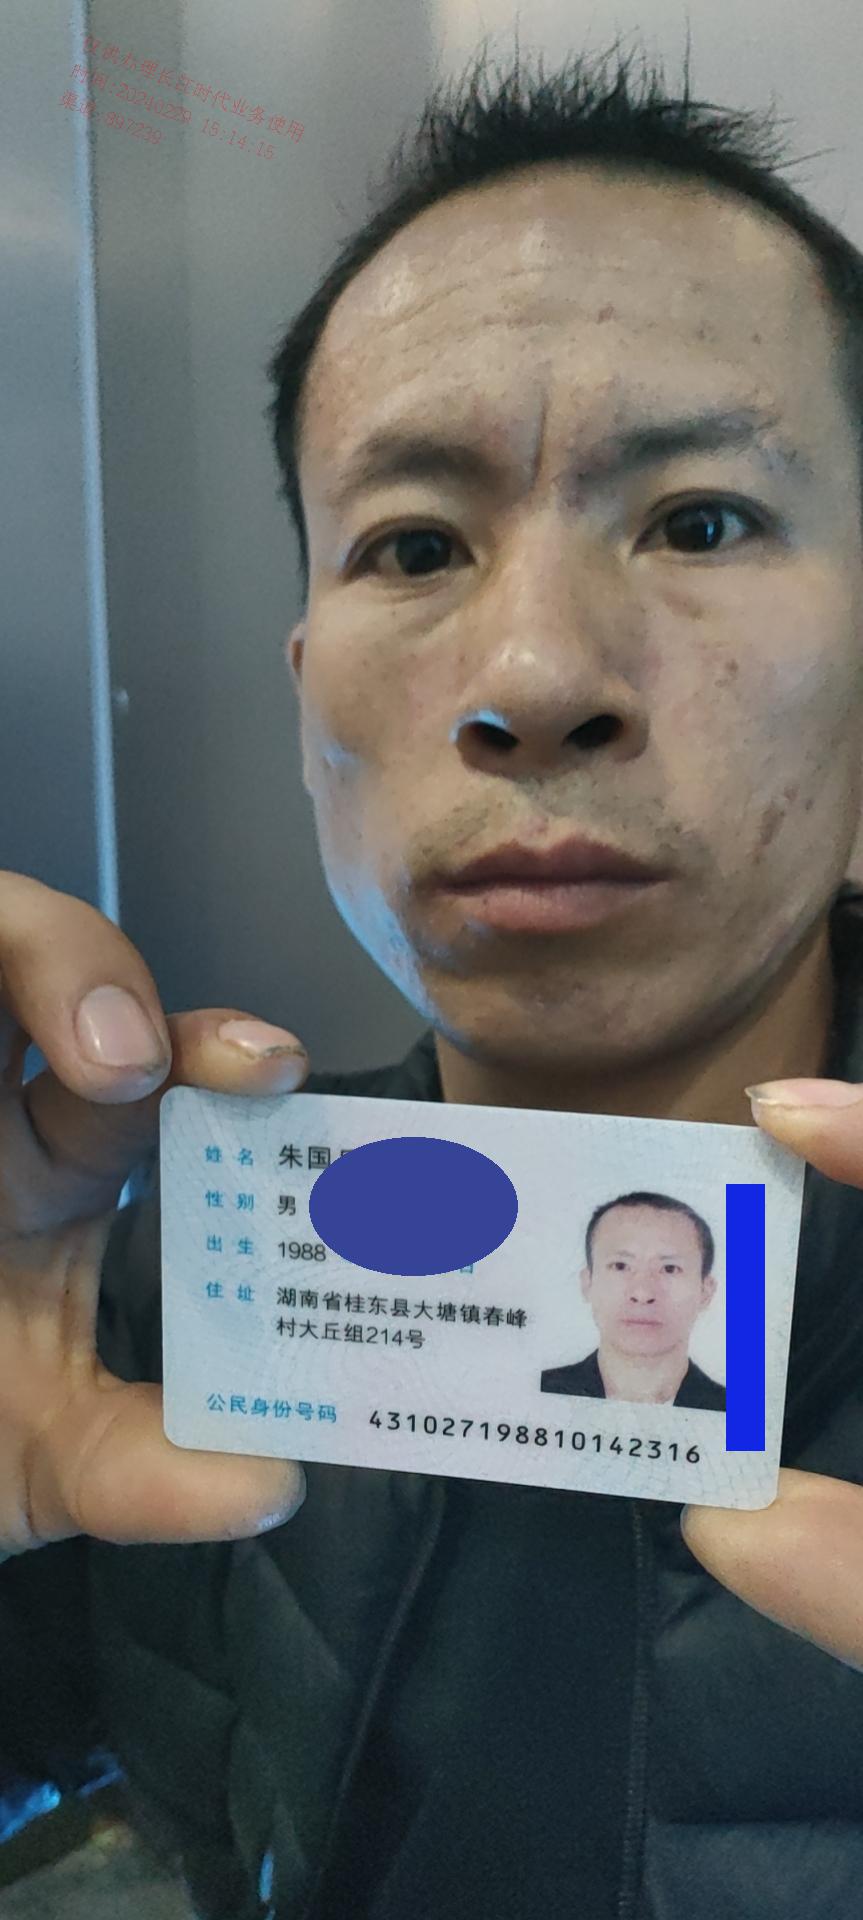 仅供办理长江时代业务使用
时间:20240229 15:14:15
渠道:897239
姓名 朱国
性别 男
出生 1988 日
住址 湖南省桂东县大塘镇春峰
村大丘组214号
公民身份号码 431027198810142316